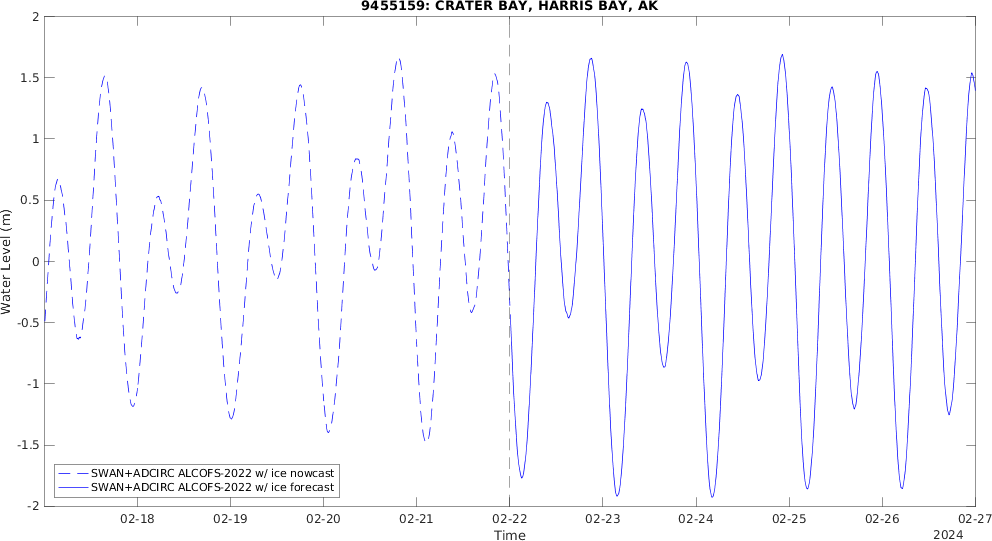 9455159: CRATER BAY, HARRIS BAY, AK
2
1.5
1
0.5
0
-0.5
-1
-1.5
-2
Water Level (m)
SWAN+ADCIRC ALCOFS-2022 w/ ice nowcast
SWAN+ADCIRC ALCOFS-2022 w/ ice forecast
02-18 02-19 02-20 02-21 02-22 02-23 02-24 02-25 02-26 02-27
Time
2024